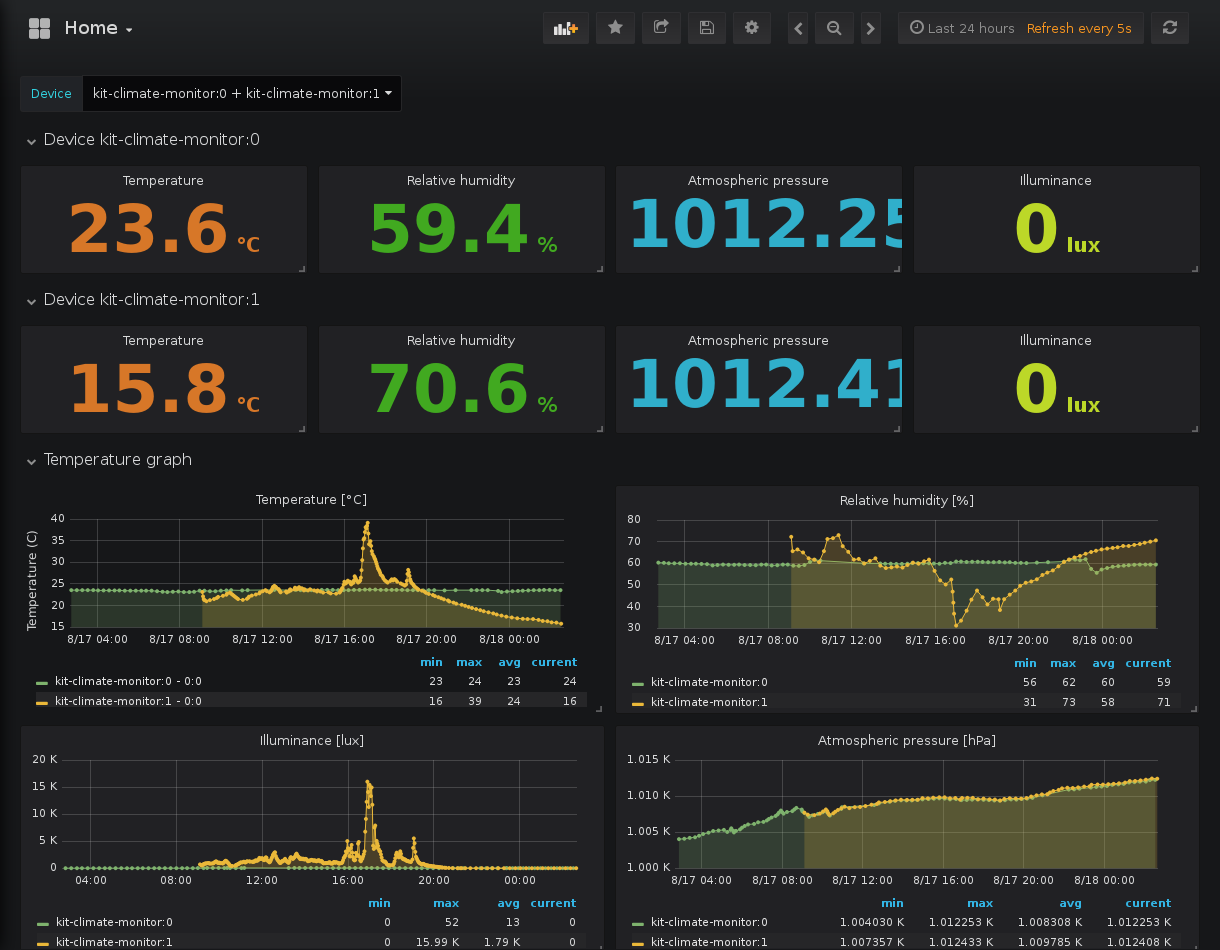 Home
Last 24 hours Refresh every 5s
Device kit-climate-monitor:0 + kit-climate-monitor:1
Device kit-climate-monitor:0
Temperature Relative humidity Atmospheric pressure Illuminance
23.6 °C 59.4 % 1012.25 0 lux
Device kit-climate-monitor:1
Temperature Relative humidity Atmospheric pressure Illuminance
15.8 °C 70.6 % 1012.41 0 lux
Temperature graph
Temperature [°C]
Temperature (C)
40
35
30
25
20
15
8/17 04:00 8/17 08:00 8/17 12:00 8/17 16:00 8/17 20:00 8/18 00:00
min max avg current
kit-climate-monitor:0 - 0:0 23 24 23 24
kit-climate-monitor:1 - 0:0 16 39 24 16
Relative humidity [%]
80
70
60
50
40
30
8/17 04:00 8/17 08:00 8/17 12:00 8/17 16:00 8/17 20:00 8/18 00:00
min max avg current
kit-climate-monitor:0 56 62 60 59
kit-climate-monitor:1 31 73 58 71
Illuminance [lux]
20 K
15 K
10 K
5 K
0
04:00 08:00 12:00 16:00 20:00 00:00
min max avg current
kit-climate-monitor:0 0 52 13 0
kit-climate-monitor:1 0 15.99 K 1.79 K 0
Atmospheric pressure [hPa]
1.015 K
1.010 K
1.005 K
1.000 K
8/17 04:00 8/17 08:00 8/17 12:00 8/17 16:00 8/17 20:00 8/18 00:00
min max avg current
kit-climate-monitor:0 1.004030 K 1.012253 K 1.008308 K 1.012253 K
kit-climate-monitor:1 1.007357 K 1.012433 K 1.009785 K 1.012408 K